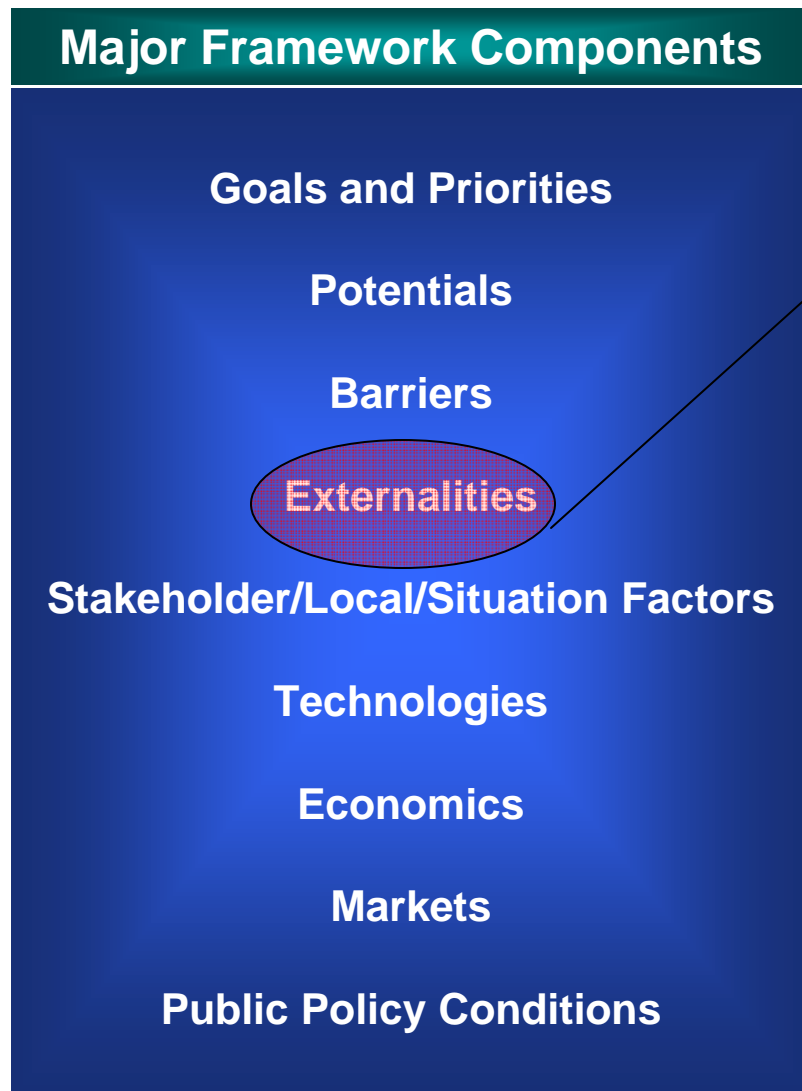 Major Framework Components
Goals and Priorities
Potentials
Barriers
Externalities
Stakeholder/Local/Situation Factors
Technologies
Economics
Markets
Public Policy Conditions